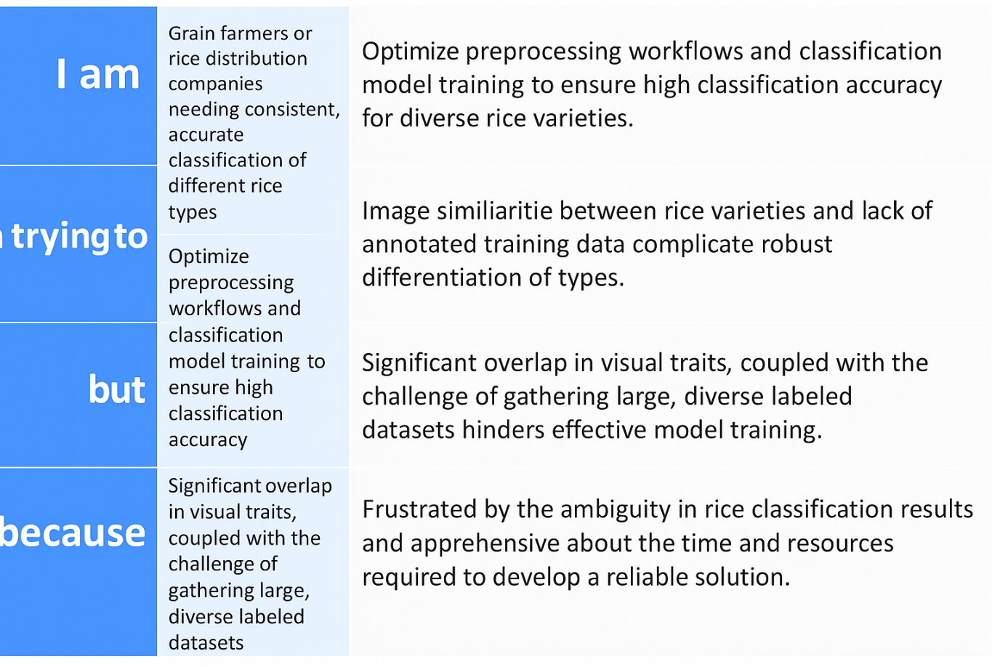 I am
Grain farmers or
rice distribution
companies
needing consistent,
accurate
classification of
different rice
types
Optimize preprocessing workflows and classification
model training to ensure high classification accuracy
for diverse rice varieties.
trying to
Optimize
preprocessing
workflows and
classification
model training to
ensure high
classification
accuracy
Image similiaritie between rice varieties and lack of
annotated training data complicate robust
differentiation of types.
but
Significant overlap in visual traits, coupled with the
challenge of gathering large, diverse labeled
datasets hinders effective model training.
because
Significant overlap
in visual traits,
coupled with the
challenge of
gathering large,
diverse labeled
datasets
Frustrated by the ambiguity in rice classification results
and apprehensive about the time and resources
required to develop a reliable solution.